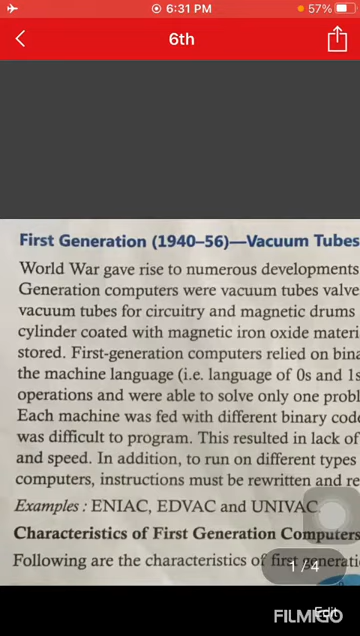 6:31 PM 57%
6th
First Generation (1940–56)—Vacuum Tubes
World War gave rise to numerous developments
Generation computers were vacuum tubes valve
vacuum tubes for circuitry and magnetic drums
cylinder coated with magnetic iron oxide materi
stored. First-generation computers relied on bina
the machine language (i.e. language of 0s and 1s
operations and were able to solve only one probl
Each machine was fed with different binary code
was difficult to program. This resulted in lack of
and speed. In addition, to run on different types
computers, instructions must be rewritten and re
Examples : ENIAC, EDVAC and UNIVAC.
Characteristics of First Generation Computers
Following are the characteristics of first generati
1 / 4
Edit
FILMIGO